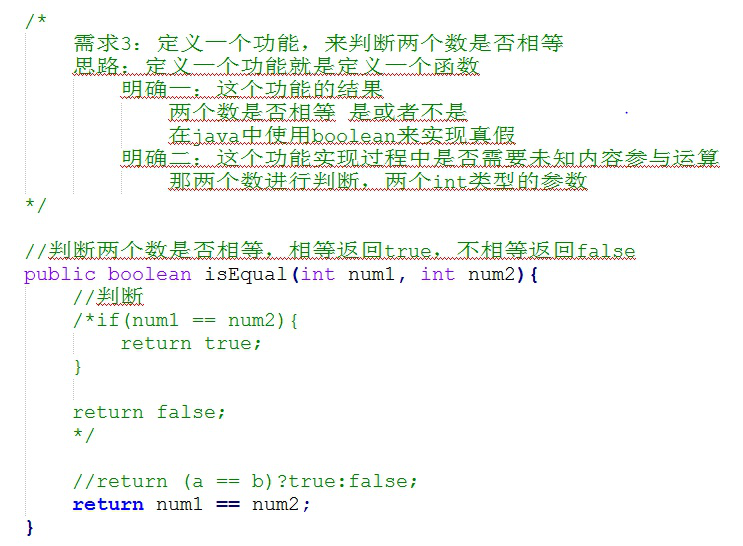 /*
需求3：定义一个功能，来判断两个数是否相等
思路：定义一个功能就是定义一个函数
明确一：这个功能的结果
两个数是否相等 是或者不是
在java中使用boolean来实现真假
明确二：这个功能实现过程中是否需要未知内容参与运算
那两个数进行判断，两个int类型的参数
*/
//判断两个数是否相等，相等返回true，不相等返回false
public boolean isEqual(int num1, int num2){
//判断
/*if(num1 == num2){
return true;
}
return false;
*/
//return (a == b)?true:false;
return num1 == num2;
}